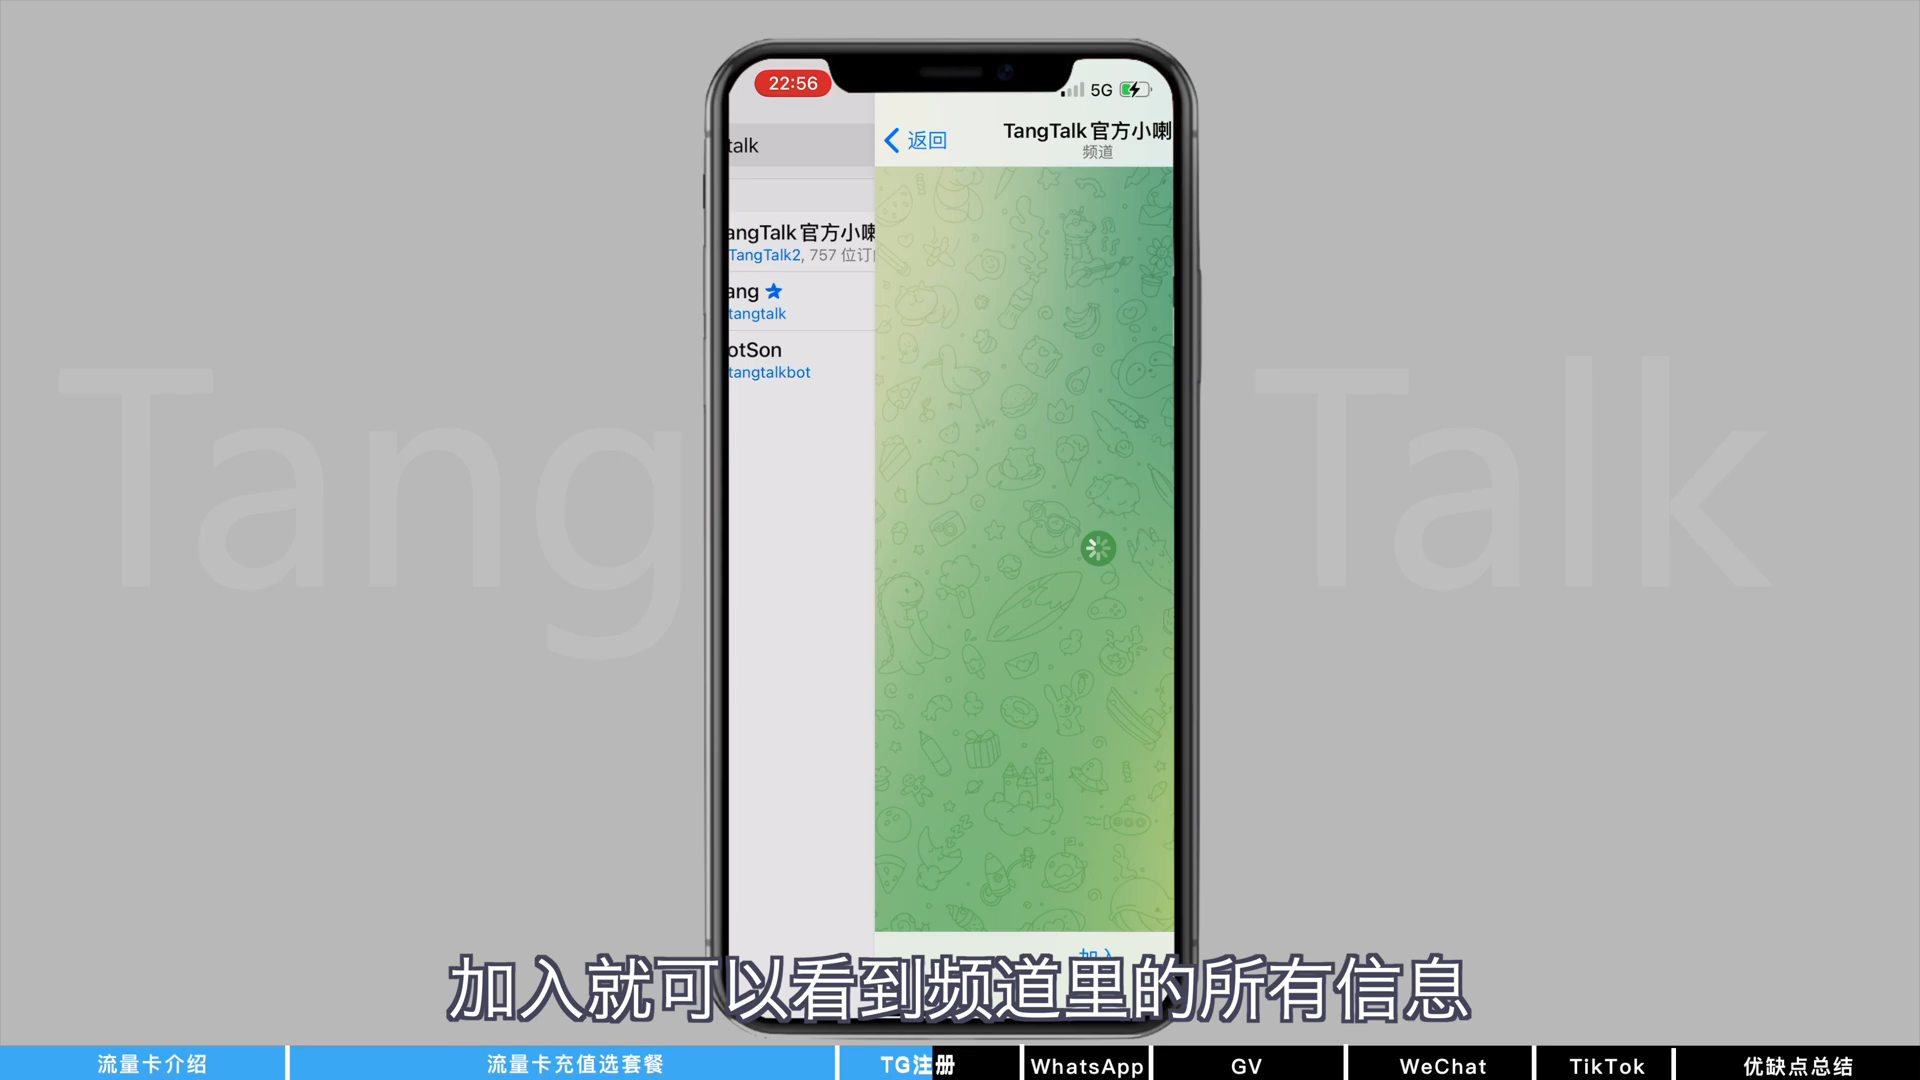 22:56
5G
talk
返回
TangTalk官方小喇
频道
angTalk官方小喇
TangTalk2, 757 位订
ang
tangtalk
otSon
tangtalkbot
Tang Talk
加入
加入就可以看到频道里的所有信息
流量卡介绍
流量卡充值选套餐
TG注册
WhatsApp
GV
WeChat
TikTok
优缺点总结